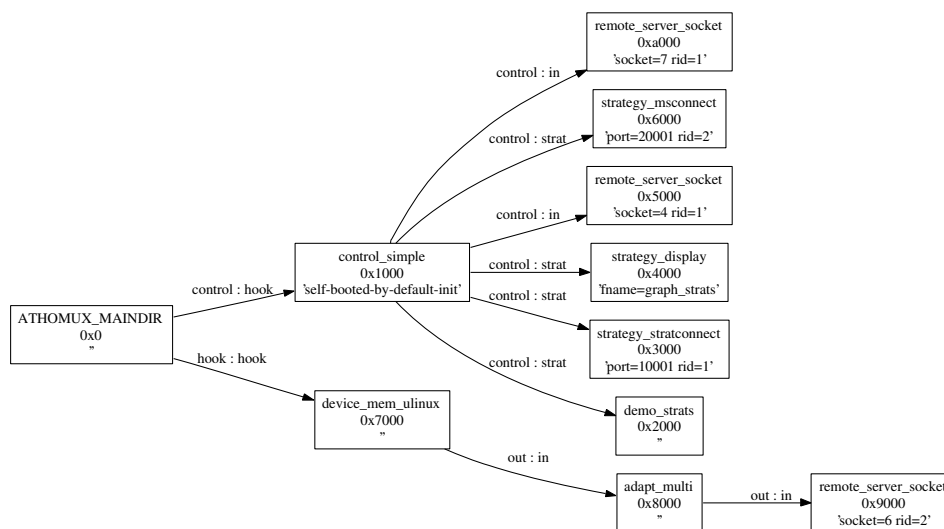 remote_server_socket
0xa000
'socket=7 rid=1'
control : in
strategy_msconnect
0x6000
'port=20001 rid=2'
control : strat
remote_server_socket
0x5000
'socket=4 rid=1'
control : in
control_simple
0x1000
'self-booted-by-default-init'
control : strat
strategy_display
0x4000
'fname=graph_strats'
control : hook
control : strat
ATHOMUX_MAINDIR
0x0
''
strategy_stratconnect
0x3000
'port=10001 rid=1'
hook : hook
control : strat
device_mem_ulinux
0x7000
''
demo_strats
0x2000
''
out : in
adapt_multi
0x8000
''
out : in
remote_server_socket
0x9000
'socket=6 rid=2'